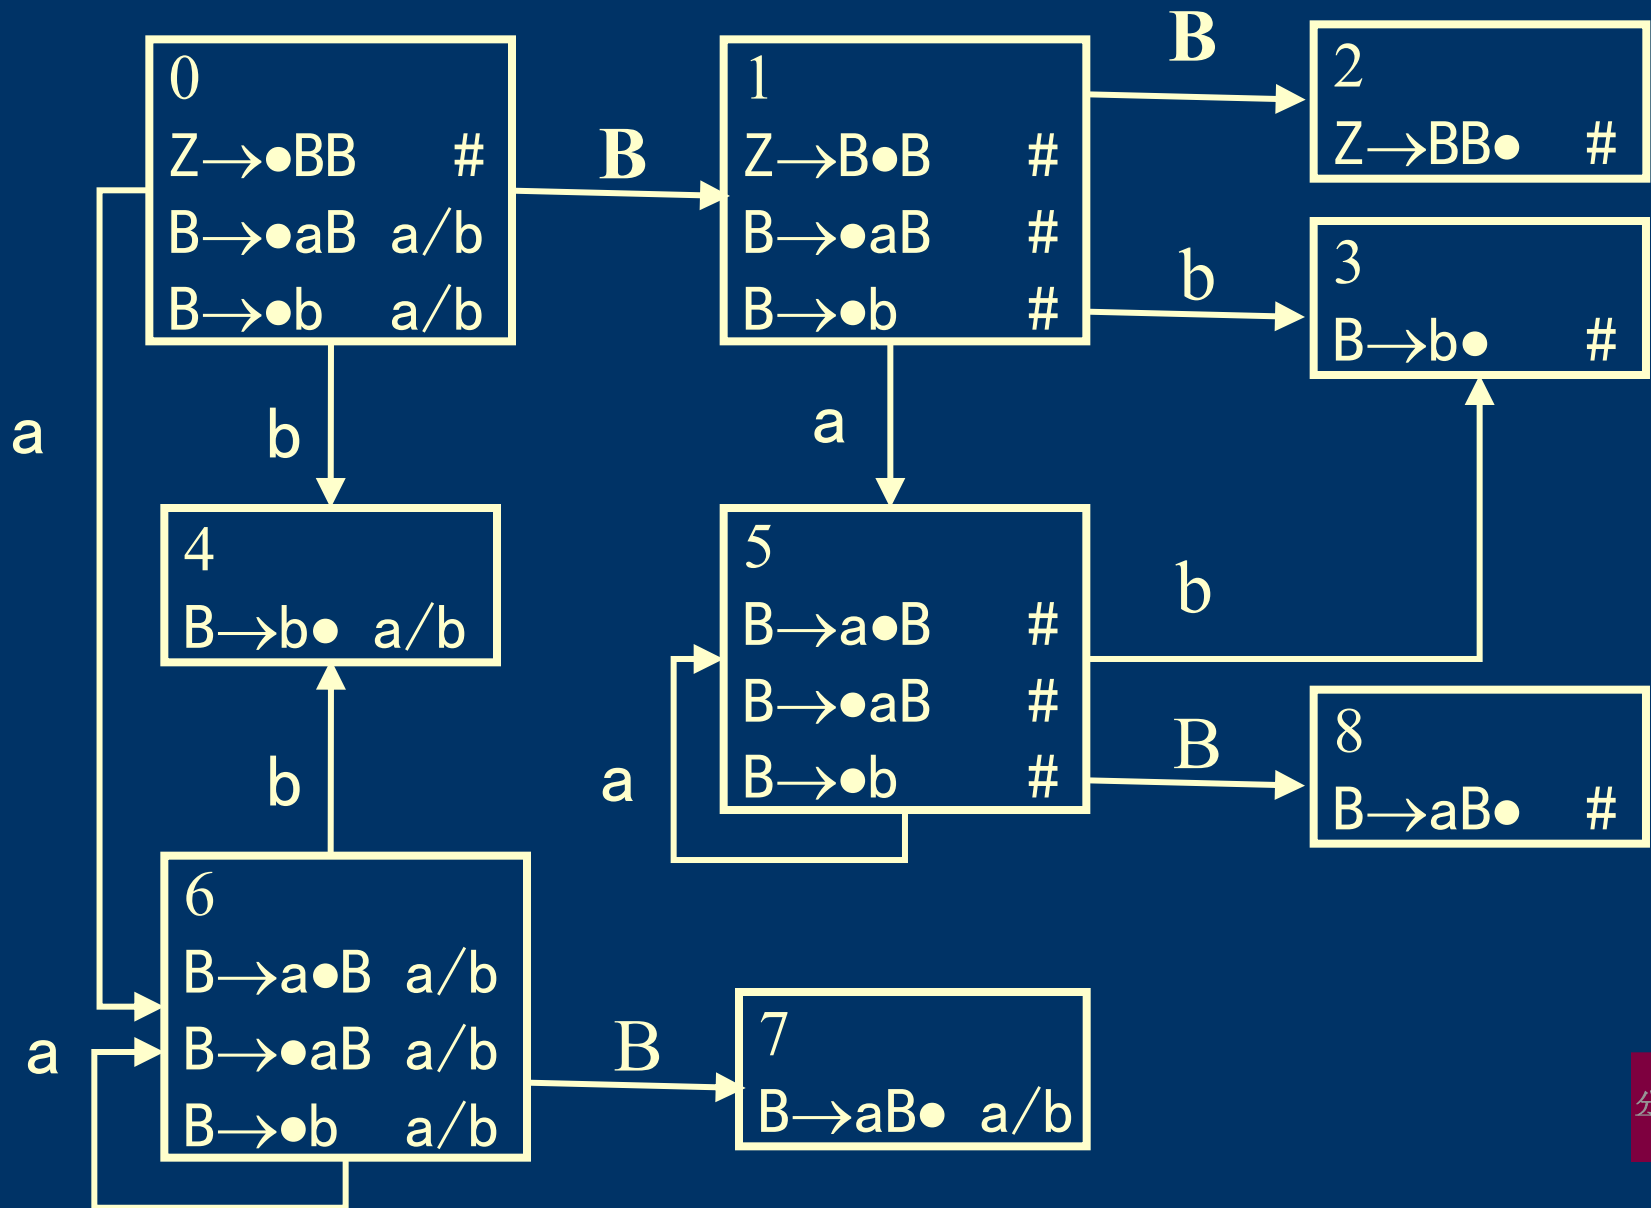 0
Z→●BB #
B→●aB a/b
B→●b a/b
B
1
Z→B●B #
B→●aB #
B→●b #
B
2
Z→BB● #
b
3
B→b● #
a
b
a
4
B→b● a/b
5
B→a●B #
B→●aB #
B→●b #
b
a
B
8
B→aB● #
b
6
B→a●B a/b
B→●aB a/b
B→●b a/b
a
B
7
B→aB● a/b